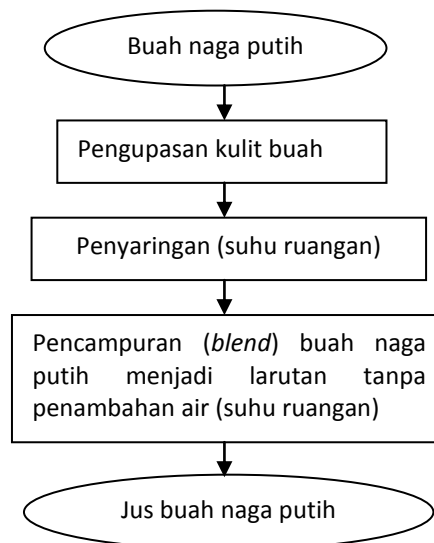 Buah naga putih
Pengupasan kulit buah
Penyaringan (suhu ruangan)
Pencampuran (blend) buah naga
putih menjadi larutan tanpa
penambahan air (suhu ruangan)
Jus buah naga putih